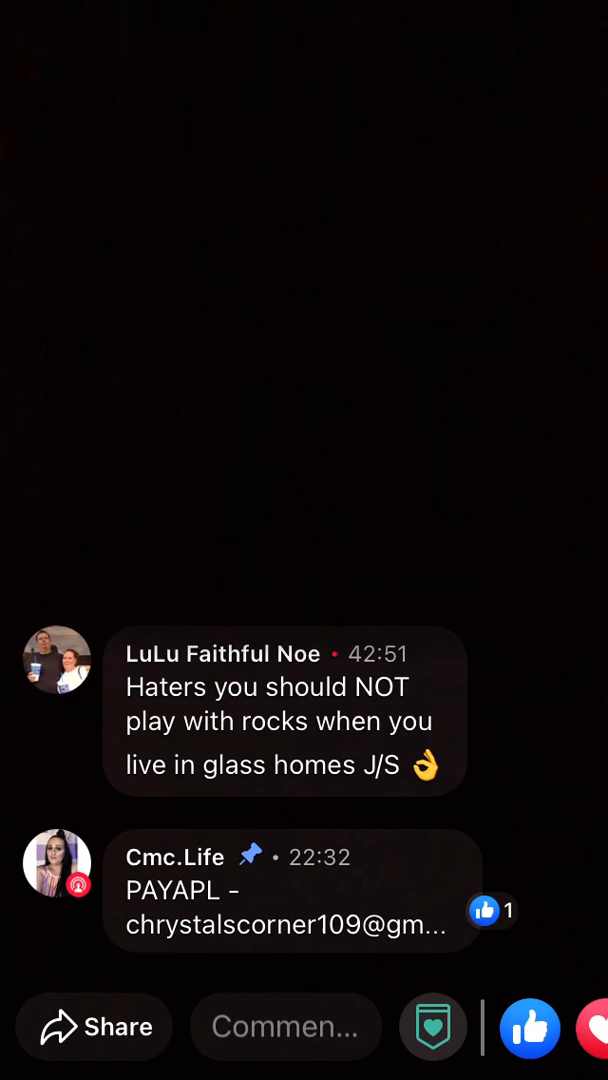 LuLu Faithful Noe • 42:51
Haters you should NOT
play with rocks when you
live in glass homes J/S 👌
Cmc.Life 📌 • 22:32
PAYAPL -
chrystalscorner109@gm...
1
Share
Commen...